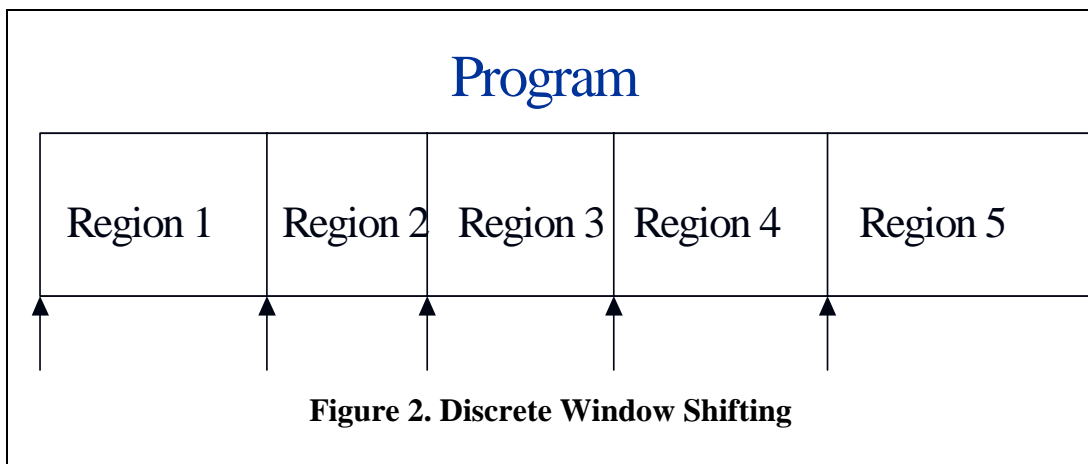 Program
Region 1 Region 2 Region 3 Region 4 Region 5
Figure 2. Discrete Window Shifting